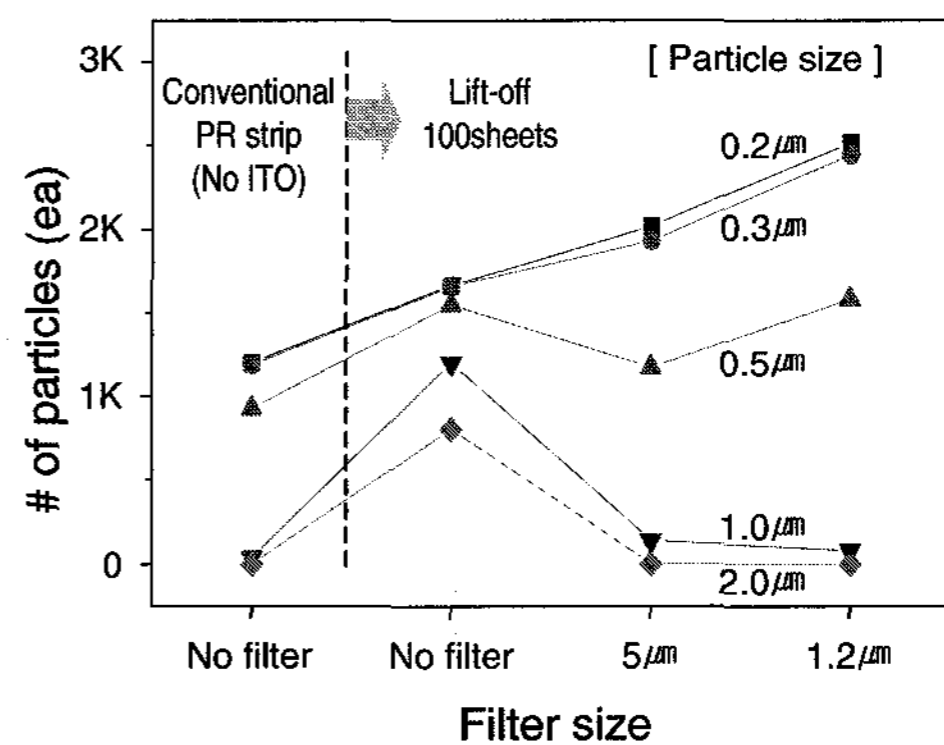 3K
[ Particle size ]
Conventional
PR strip
(No ITO)
Lift-off
100sheets
0.2㎛
0.3㎛
2K
0.5㎛
1K
1.0㎛
2.0㎛
0
# of particles (ea)
No filter
No filter
5㎛
1.2㎛
Filter size